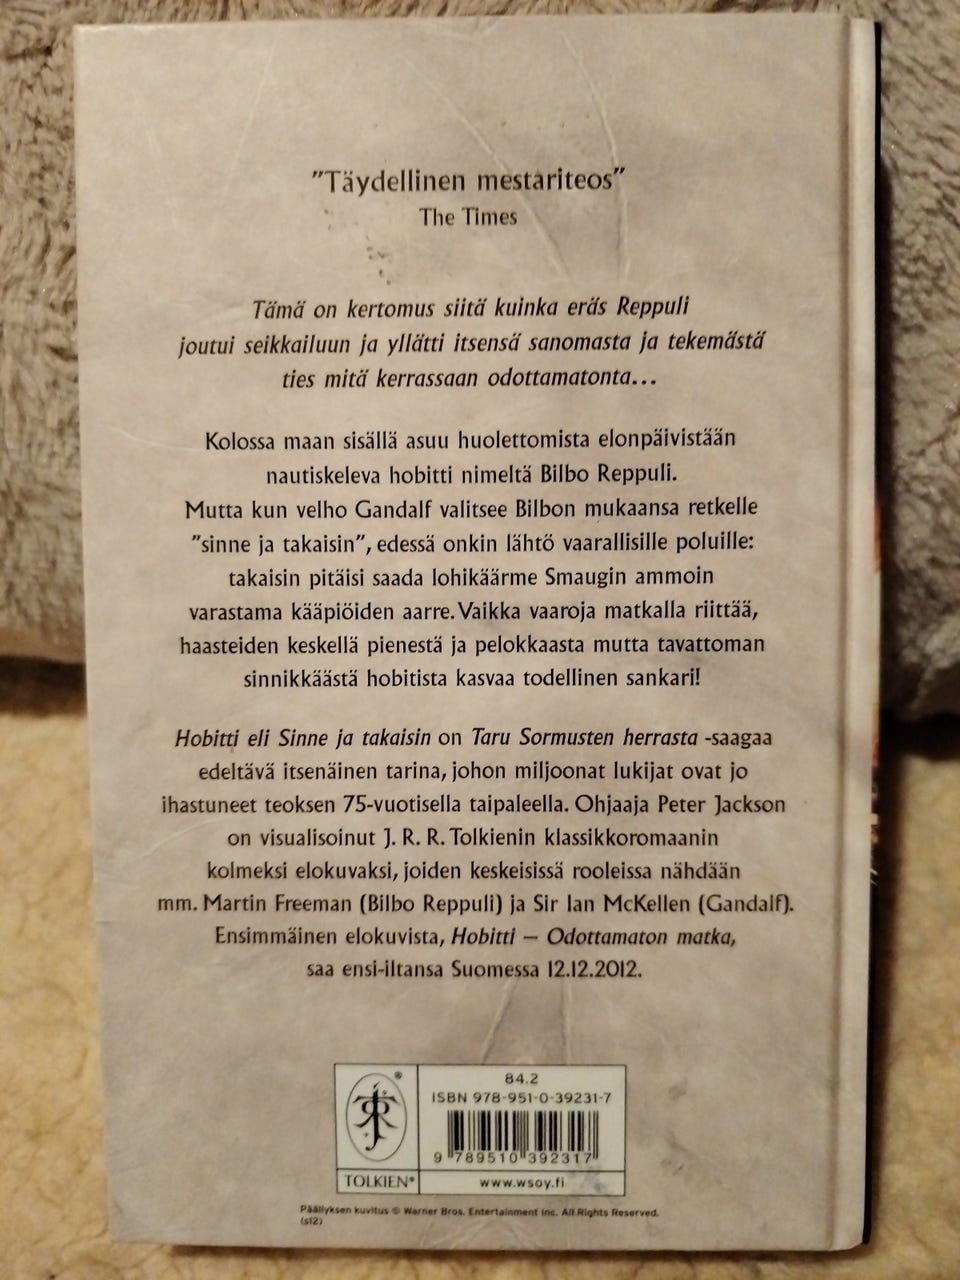 "Täydellinen mestariteos"
The Times
Tämä on kertomus siitä kuinka eräs Reppuli
joutui seikkailuun ja yllätti itsensä sanomasta ja tekemästä
ties mitä kerrassaan odottamatonta...
Kolossa maan sisällä asuu huolettomista elonpäivistään
nautiskeleva hobitti nimeltä Bilbo Reppuli.
Mutta kun velho Gandalf valitsee Bilbon mukaansa retkelle
"sinne ja takaisin", edessä onkin lähtö vaarallisille poluille:
takaisin pitäisi saada lohikäärme Smaugin ammoin
varastama kääpiöiden aarre. Vaikka vaaroja matkalla riittää,
haasteiden keskellä pienestä ja pelokkaasta mutta tavattoman
sinnikkäästä hobitista kasvaa todellinen sankari!
Hobitti eli Sinne ja takaisin on Taru Sormusten herrasta -saagaa
edeltävä itsenäinen tarina, johon miljoonat lukijat ovat jo
ihastuneet teoksen 75-vuotisella taipaleella. Ohjaaja Peter Jackson
on visualisoinut J. R. R. Tolkienin klassikkoromaanin
kolmeksi elokuvaksi, joiden keskeisissä rooleissa nähdään
mm. Martin Freeman (Bilbo Reppuli) ja Sir Ian McKellen (Gandalf).
Ensimmäinen elokuvista, Hobitti – Odottamaton matka,
saa ensi-iltansa Suomessa 12.12.2012.
84.2
ISBN 978-951-0-39231-7
9 789510 392317
®
TOLKIEN®
www.wsoy.fi
Päällyksen kuvitus © Warner Bros. Entertainment Inc. All Rights Reserved.
(s12)